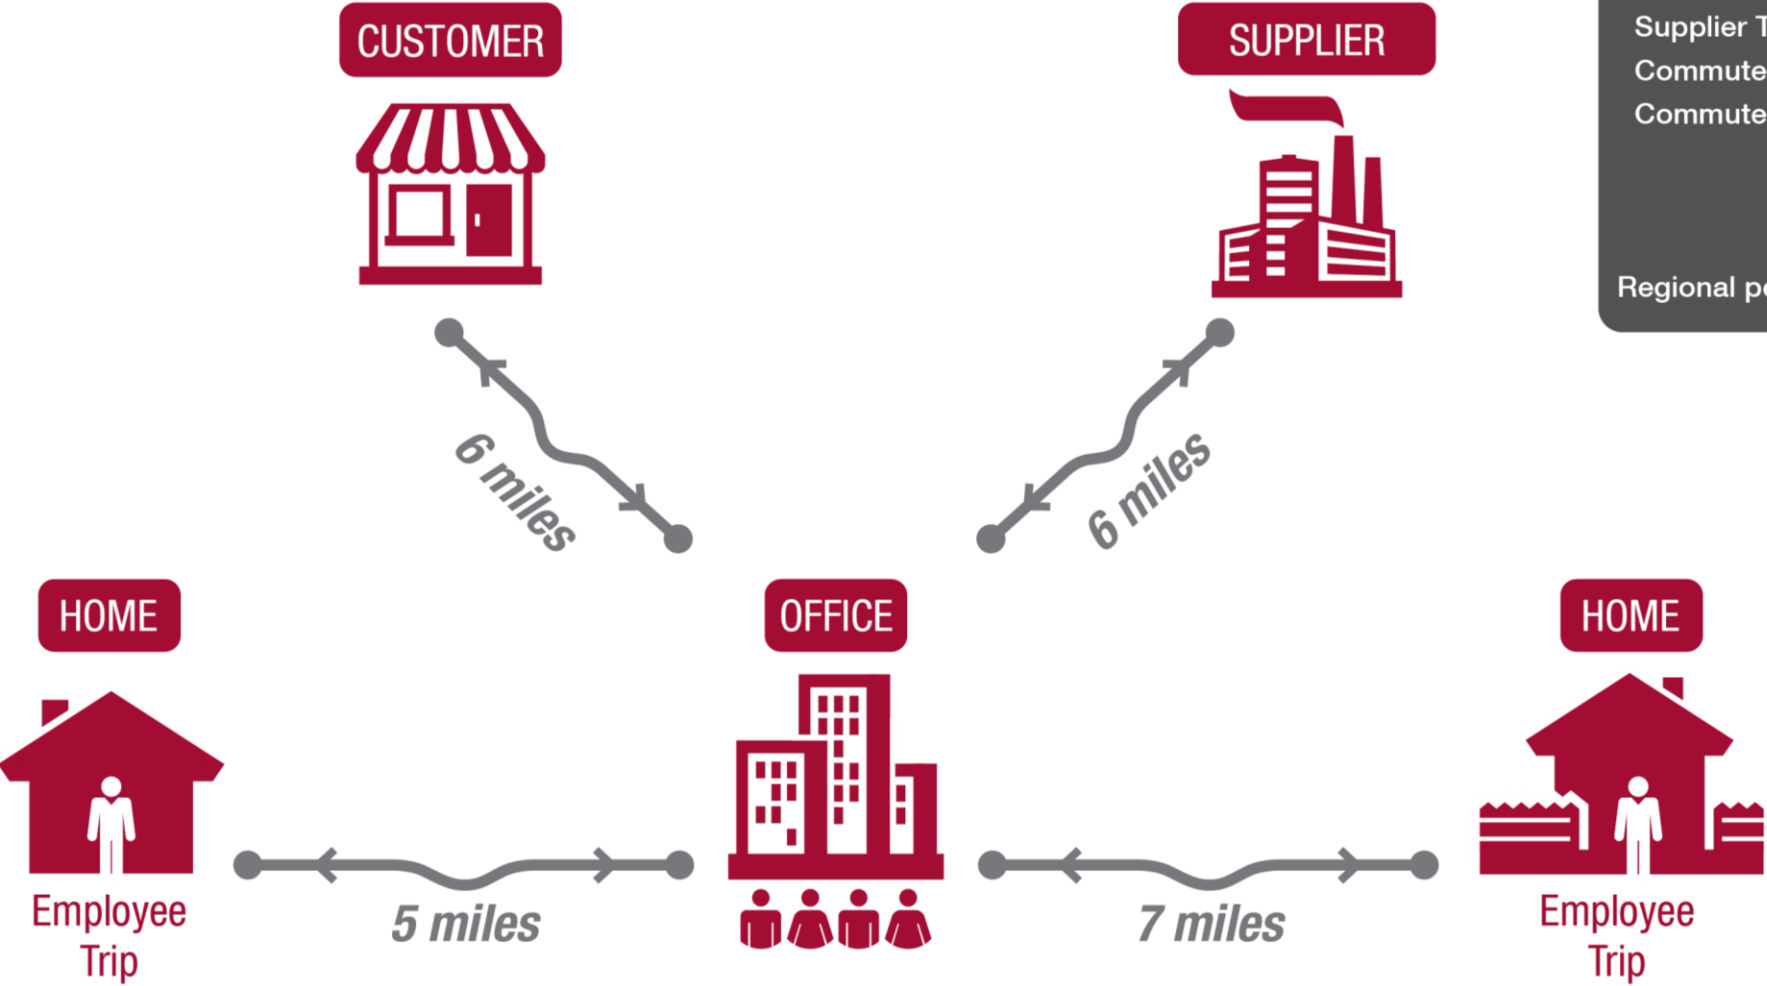 CUSTOMER
SUPPLIER
Supplier
Commute
Commute
Regional
6 miles
6 miles
HOME
OFFICE
HOME
5 miles
7 miles
Employee
Trip
Employee
Trip